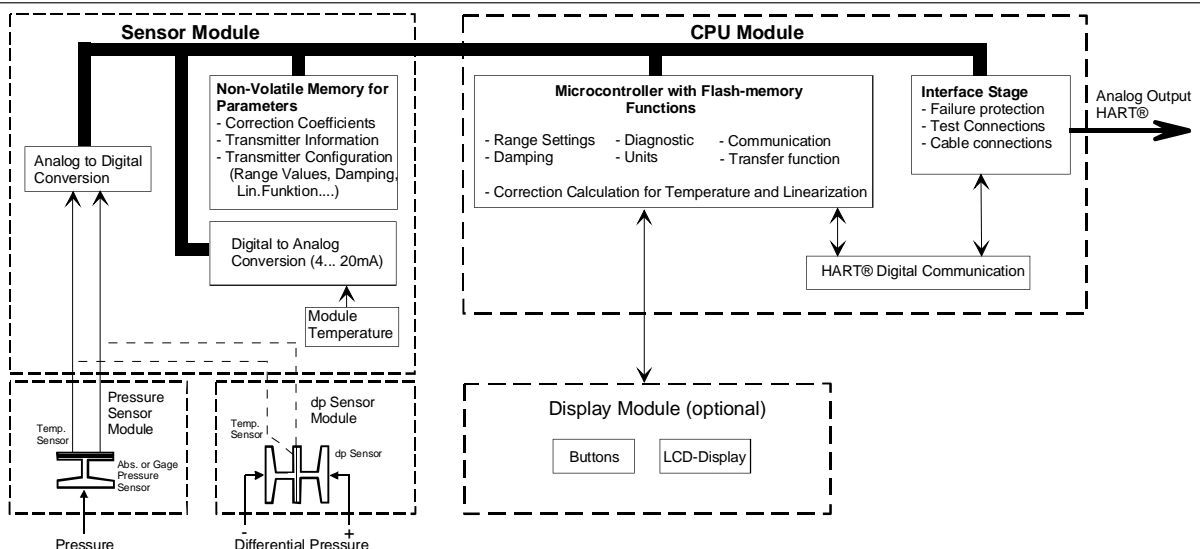 Sensor Module
CPU Module
Non-Volatile Memory for
Parameters
- Correction Coefficients
- Transmitter Information
- Transmitter Configuration
(Range Values, Damping,
Lin.Funktion....)
Analog to Digital
Conversion
Digital to Analog
Conversion (4... 20mA)
Module
Temperature
Microcontroller with Flash-memory
Functions
- Range Settings
- Diagnostic
- Communication
- Damping
- Units
- Transfer function
- Correction Calculation for Temperature and Linearization
Interface Stage
- Failure protection
- Test Connections
- Cable connections
Analog Output
HART®
HART® Digital Communication
Pressure
Sensor
Module
Temp.
Sensor
Abs. or Gage
Pressure
Sensor
Pressure
dp Sensor
Module
Temp.
Sensor
dp Sensor
- +
Differential Pressure
Display Module (optional)
Buttons
LCD-Display